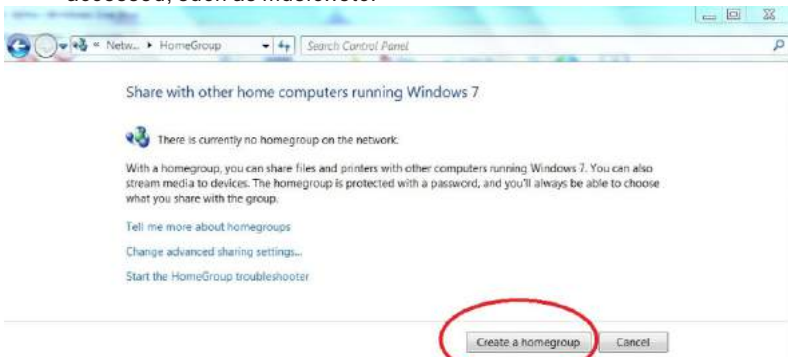 « Netw... ▸ HomeGroup
Search Control Panel
Share with other home computers running Windows 7
There is currently no homegroup on the network.
With a homegroup, you can share files and printers with other computers running Windows 7. You can also
stream media to devices. The homegroup is protected with a password, and you'll always be able to choose
what you share with the group.
Tell me more about homegroups
Change advanced sharing settings...
Start the HomeGroup troubleshooter
Create a homegroup
Cancel